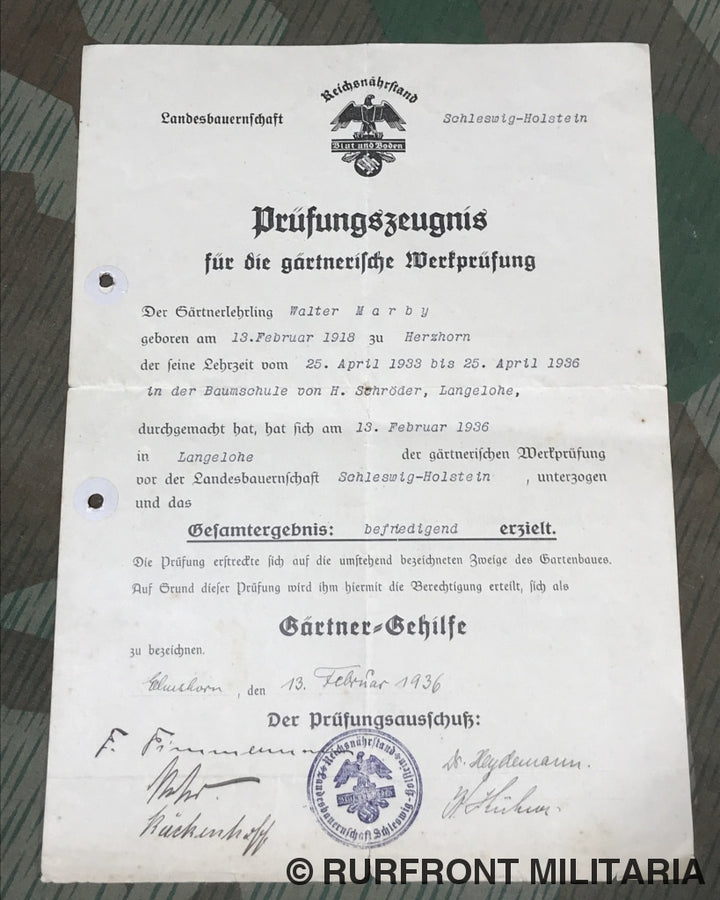 Reichsnährstand
Landesbauernschaft Schleswig-Holstein
Blut und Boden
Prüfungszeugnis
für die gärtnerische Werkprüfung
Der Gärtnerlehrling Walter Marby
geboren am 13.Februar 1918 zu Herzhorn
der seine Lehrzeit vom 25. April 1933 bis 25. April 1936
in der Baumschule von H. Schröder, Langelohe,
durchgemacht hat, hat sich am 13. Februar 1936
in Langelohe der gärtnerischen Werkprüfung
vor der Landesbauernschaft Schleswig-Holstein , unterzogen
und das
Gesamtergebnis: befriedigend erzielt.
Die Prüfung erstreckte sich auf die umstehend bezeichneten Zweige des Gartenbaues.
Auf Grund dieser Prüfung wird ihm hiermit die Berechtigung erteilt, sich als
Gärtner-Gehilfe
zu bezeichnen.
Elmshorn, den 13. Februar 1936
Der Prüfungsausschuß:
F.
Dr. Heydemann.
Reichsnährstand
Landesbauernschaft Schleswig-Holstein
© RURFRONT MILITARIA